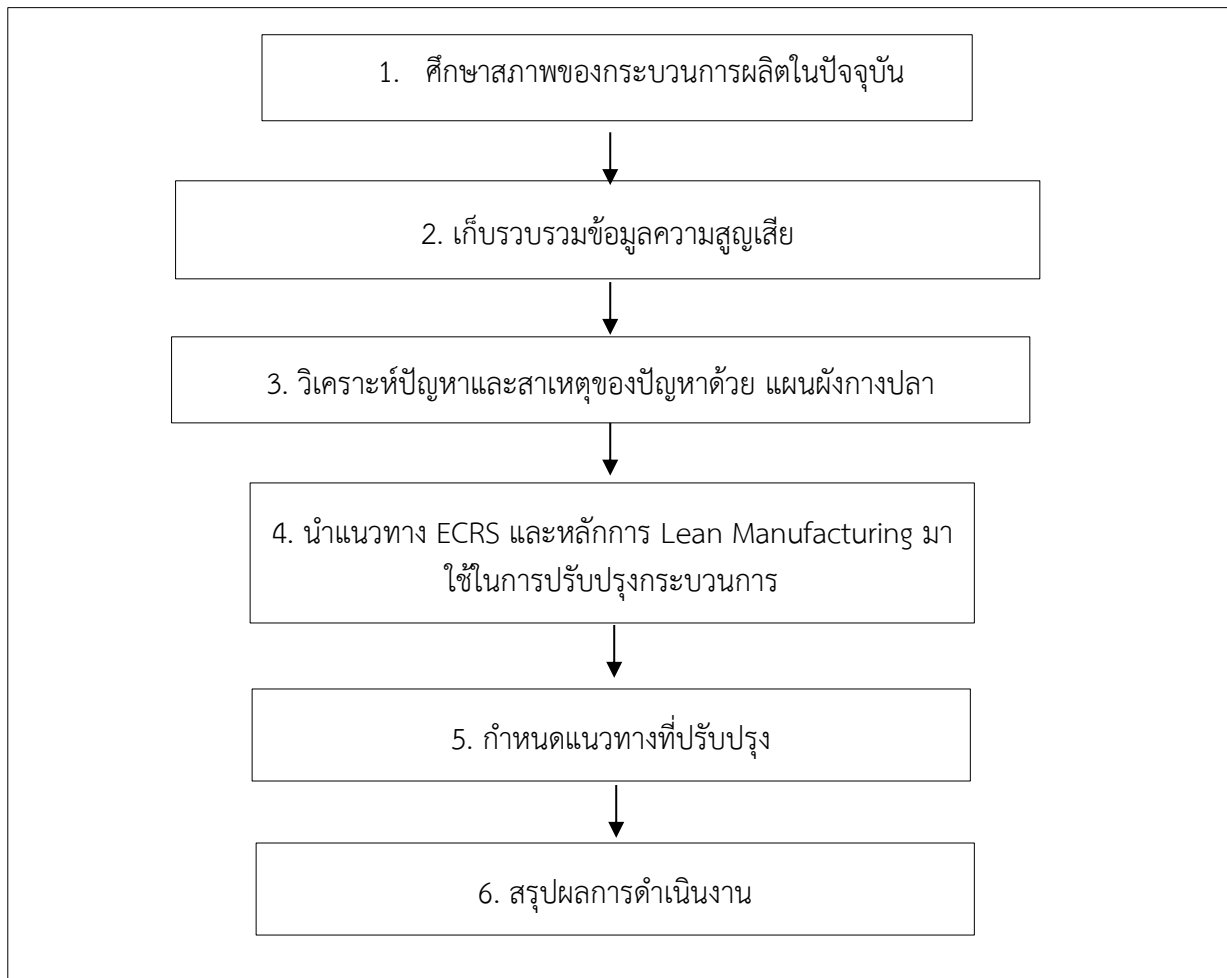 1. ศึกษาสภาพของกระบวนการผลิตในปัจจุบัน
2. เก็บรวบรวมข้อมูลความสูญเสีย
3. วิเคราะห์ปัญหาและสาเหตุของปัญหาด้วย แผนผังกางปลา
4. นำแนวทาง ECRS และหลักการ Lean Manufacturing มา
ใช้ในการปรับปรุงกระบวนการ
5. กำหนดแนวทางที่ปรับปรุง
6. สรุปผลการดำเนินงาน